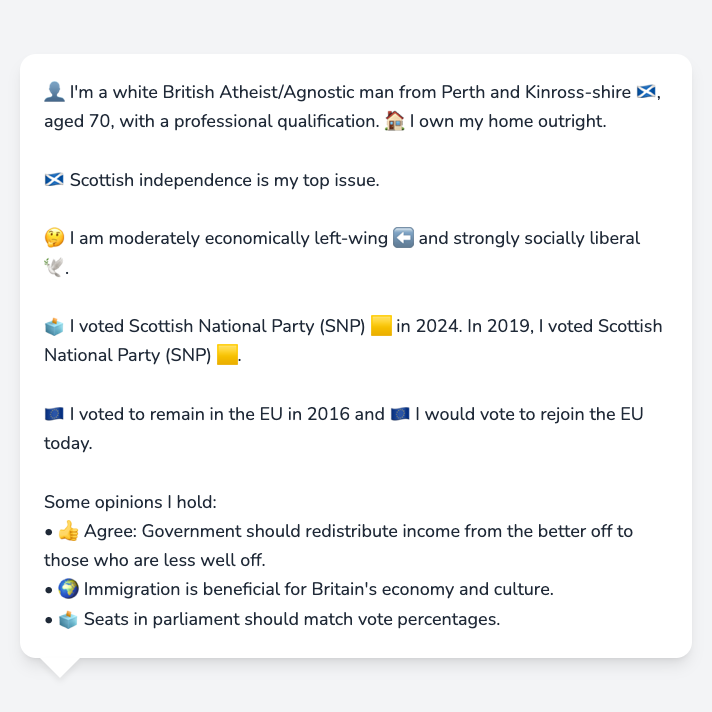 👤 I'm a white British Atheist/Agnostic man from Perth and Kinross-shire 🏴󠁧󠁢󠁳󠁣󠁴󠁿,
aged 70, with a professional qualification. 🏠 I own my home outright.
🏴󠁧󠁢󠁳󠁣󠁴󠁿 Scottish independence is my top issue.
🤔 I am moderately economically left-wing ⬅️ and strongly socially liberal
🕊️.
🗳️ I voted Scottish National Party (SNP) 🟨 in 2024. In 2019, I voted Scottish
National Party (SNP) 🟨.
🇪🇺 I voted to remain in the EU in 2016 and 🇪🇺 I would vote to rejoin the EU
today.
Some opinions I hold:
• 👍 Agree: Government should redistribute income from the better off to
those who are less well off.
• 🌍 Immigration is beneficial for Britain's economy and culture.
• 🗳️ Seats in parliament should match vote percentages.